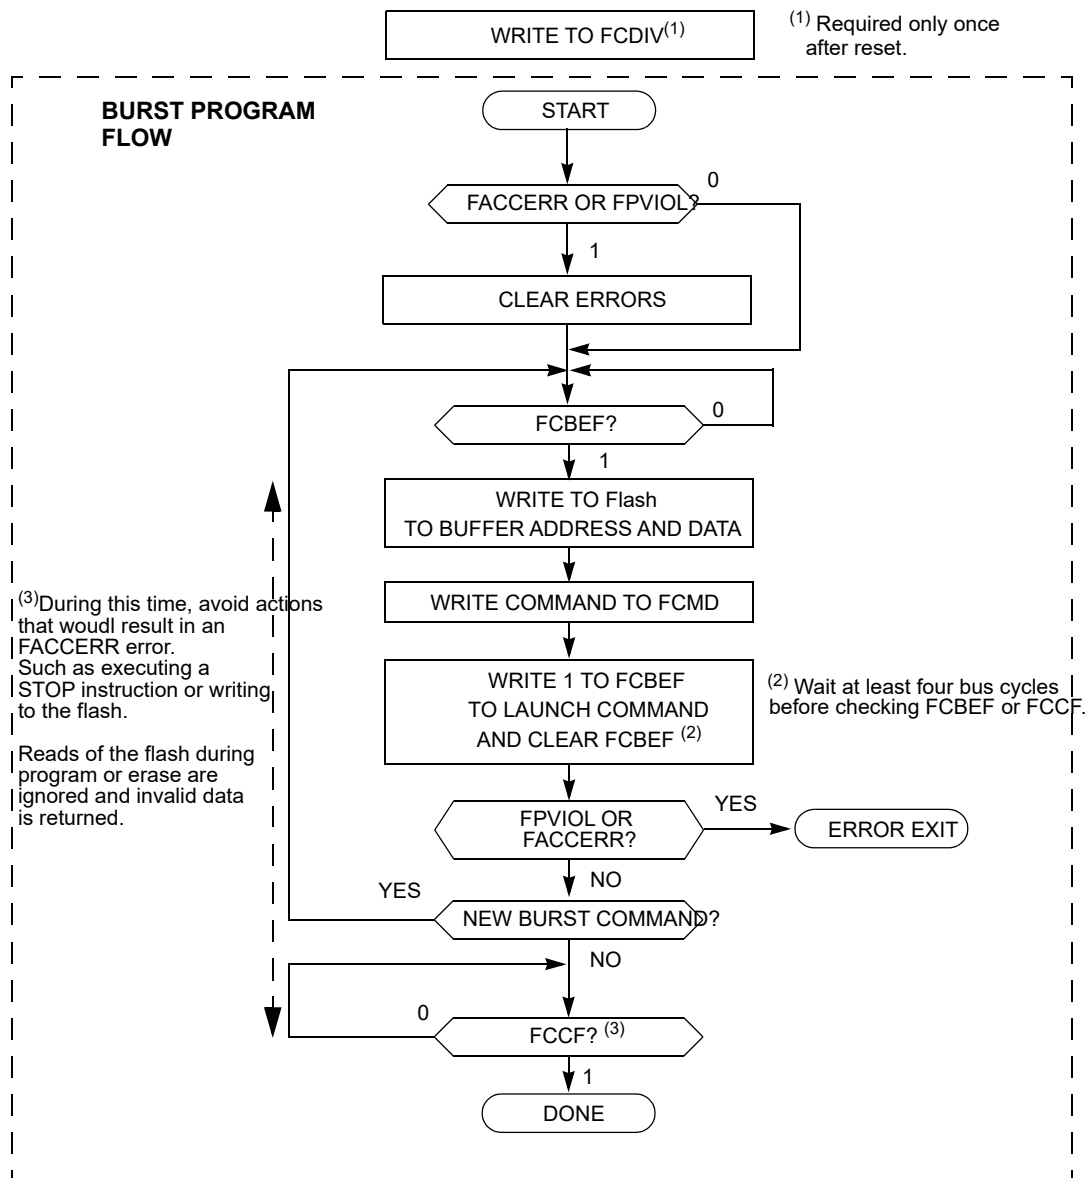 WRITE TO FCDIV(1)
(1) Required only once
after reset.
BURST PROGRAM
FLOW
START
FACCERR OR FPVIOL?
0
1
CLEAR ERRORS
FCBEF?
0
1
WRITE TO Flash
TO BUFFER ADDRESS AND DATA
WRITE COMMAND TO FCMD
(3)During this time, avoid actions
that woudl result in an
FACCERR error.
Such as executing a
STOP instruction or writing
to the flash.
Reads of the flash during
program or erase are
ignored and invalid data
is returned.
WRITE 1 TO FCBEF
TO LAUNCH COMMAND
AND CLEAR FCBEF (2)
(2) Wait at least four bus cycles
before checking FCBEF or FCCF.
FPVIOL OR
FACCERR?
YES
ERROR EXIT
NO
YES
NEW BURST COMMAND?
NO
0
FCCF? (3)
1
DONE